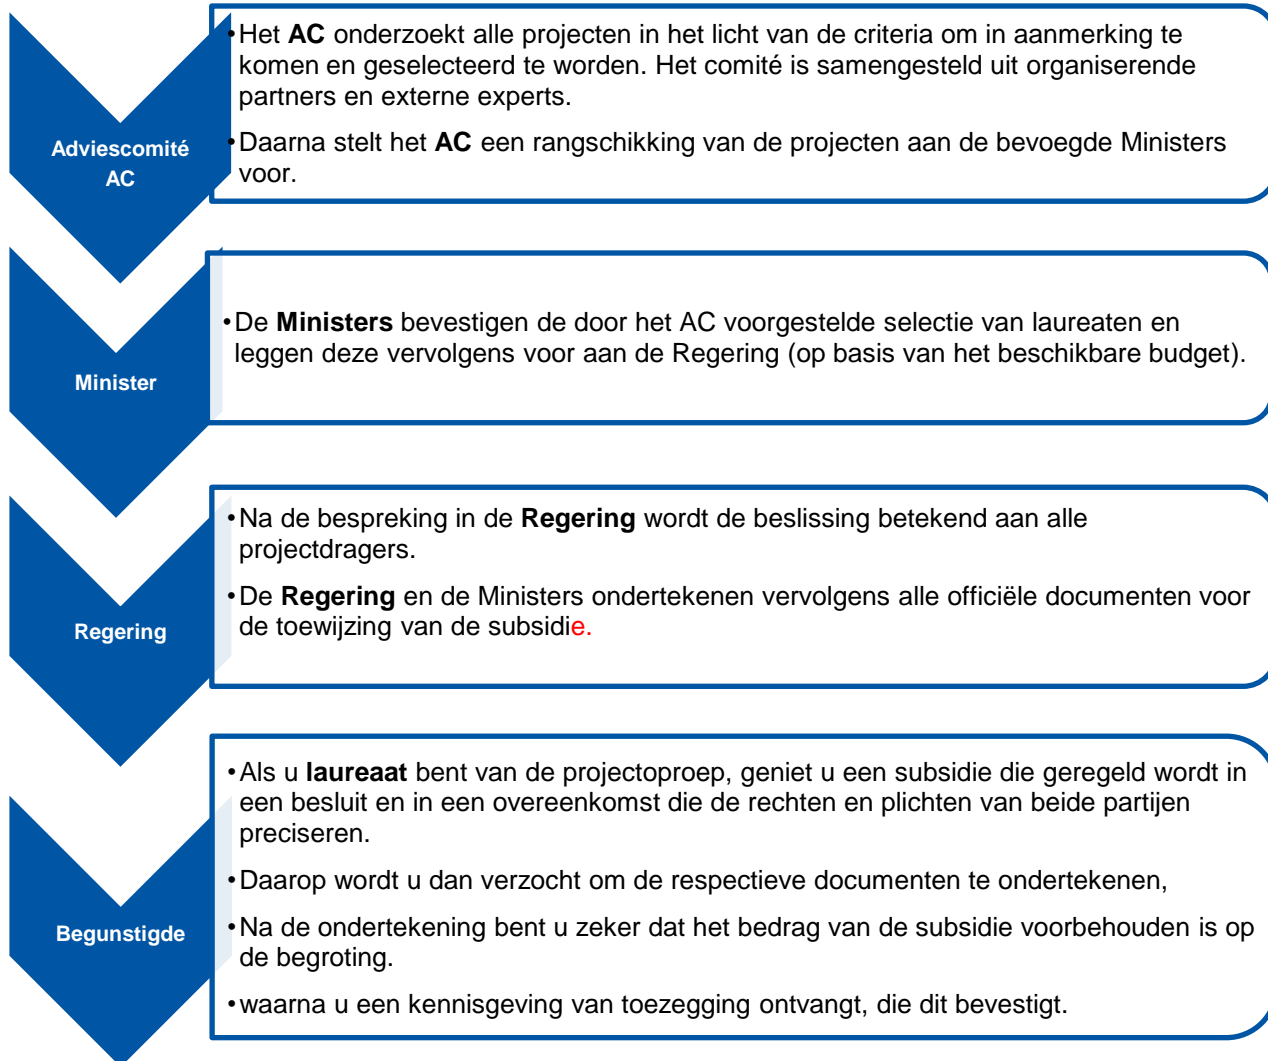 Adviescomité
AC
•Het AC onderzoekt alle projecten in het licht van de criteria om in aanmerking te
komen en geselecteerd te worden. Het comité is samengesteld uit organiserende
partners en externe experts.
•Daarna stelt het AC een rangschikking van de projecten aan de bevoegde Ministers
voor.
Minister
•De Ministers bevestigen de door het AC voorgestelde selectie van laureaten en
leggen deze vervolgens voor aan de Regering (op basis van het beschikbare budget).
Regering
•Na de bespreking in de Regering wordt de beslissing betekend aan alle
projectdragers.
•De Regering en de Ministers ondertekenen vervolgens alle officiële documenten voor
de toewijzing van de subsidie.
Begunstigde
•Als u laureaat bent van de projectoproep, geniet u een subsidie die geregeld wordt in
een besluit en in een overeenkomst die de rechten en plichten van beide partijen
preciseren.
•Daarop wordt u dan verzocht om de respectieve documenten te ondertekenen,
•Na de ondertekening bent u zeker dat het bedrag van de subsidie voorbehouden is op
de begroting.
•waarna u een kennisgeving van toezegging ontvangt, die dit bevestigt.